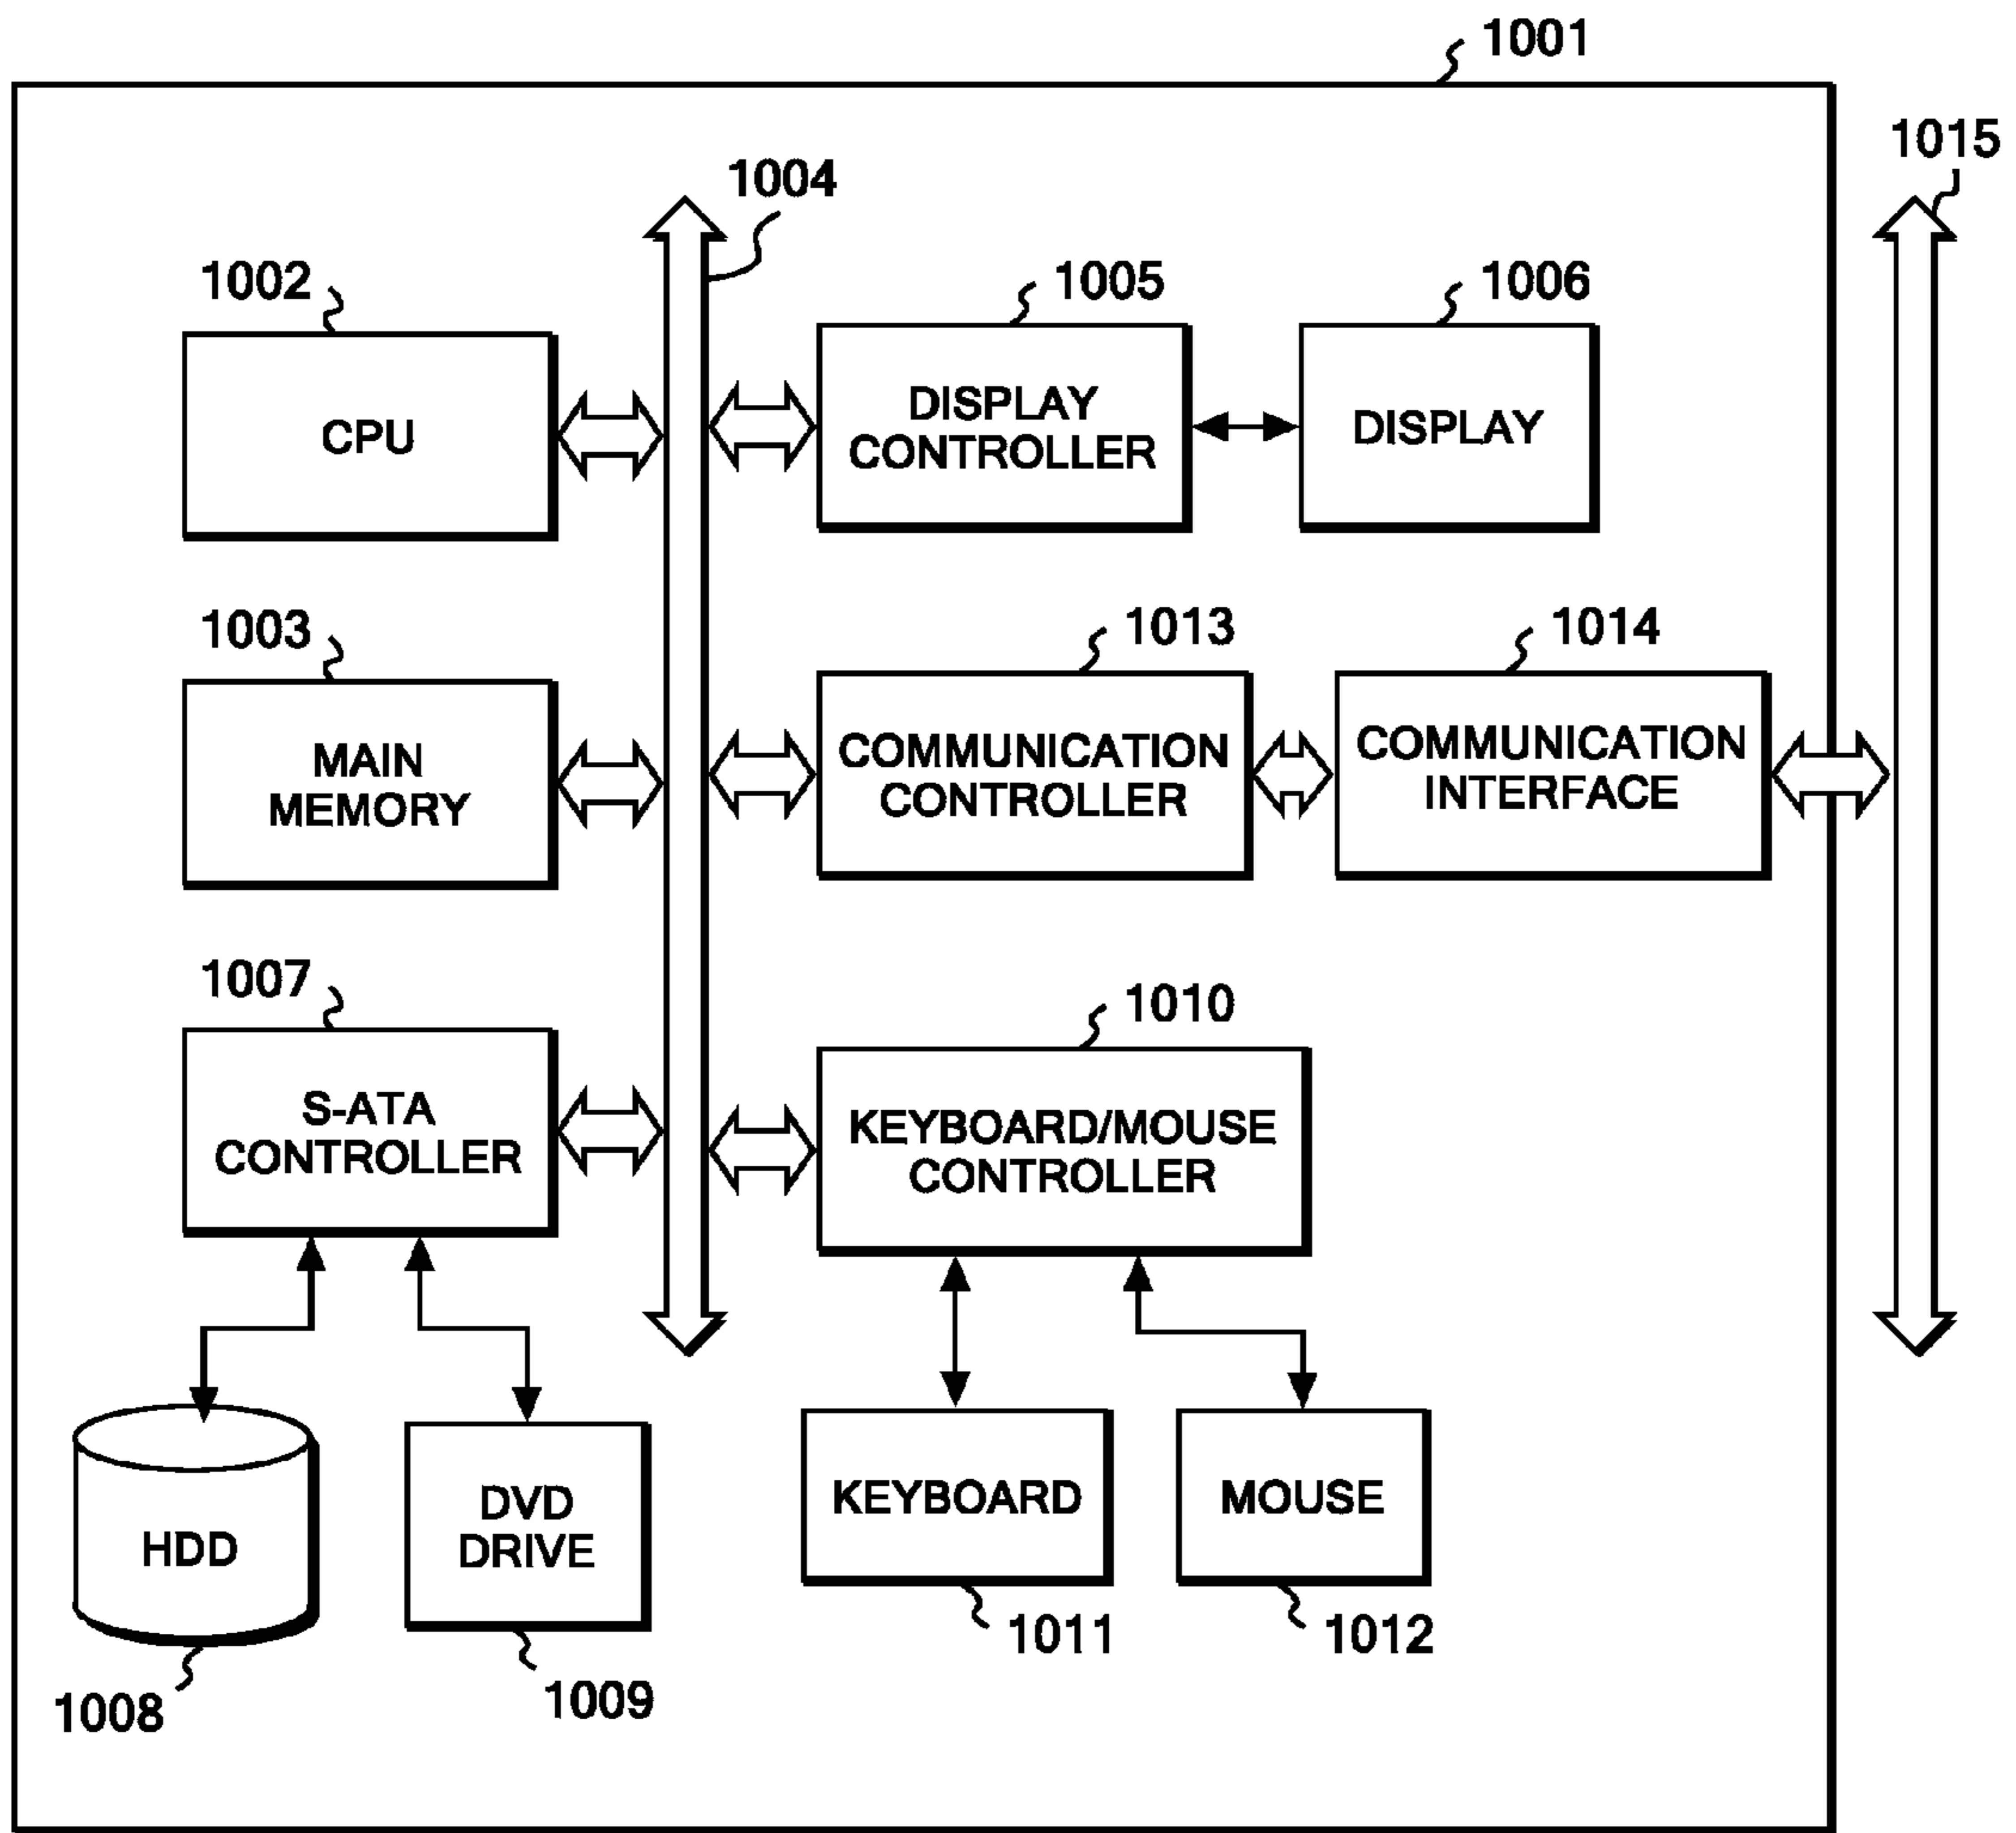 1001
1015
1004
1002
1005
1006
CPU
DISPLAY
CONTROLLER
DISPLAY
1003
1013
1014
MAIN
MEMORY
COMMUNICATION
CONTROLLER
COMMUNICATION
INTERFACE
1007
1010
S-ATA
CONTROLLER
KEYBOARD/MOUSE
CONTROLLER
HDD
DVD
DRIVE
KEYBOARD
MOUSE
1008
1009
1011
1012